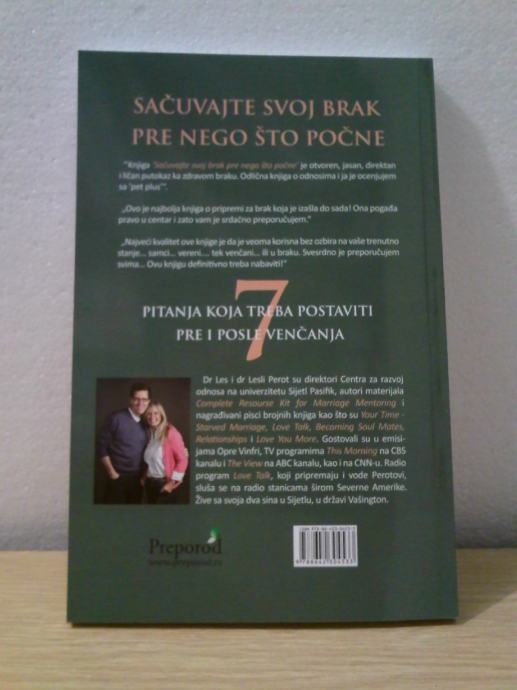 SAČUVAJTE SVOJ BRAK
PRE NEGO ŠTO POČNE
"Knjiga 'Sačuvajte svoj brak pre nego što počne' je otvoren, jasan, direktan
i ličan putokaz ka zdravom braku. Odlična knjiga o odnosima i ja je ocenjujem
sa 'pet plus'".
„Ovo je najbolja knjiga o pripremi za brak koja je izašla do sada! Ona pogađa
pravo u centar i zato vam je srdačno preporučujem."
„Najveći kvalitet ove knjige je da je veoma korisna bez ozbira na vaše trenutno
stanje... samci... vereni.... tek venčani... ili u braku. Svesrdno je preporučujem
svima... Ovu knjigu definitivno treba nabaviti!"
7
PITANJA KOJA TREBA POSTAVITI
PRE I POSLE VENČANJA
Dr Les i dr Lesli Perot su direktori Centra za razvoj
odnosa na univerzitetu Sijetl Pasifik, autori materijala
Complete Resourse Kit for Marriage Mentoring i
nagrađivani pisci brojnih knjiga kao što su Your Time -
Starved Marriage, Love Talk, Becoming Soul Mates,
Relationships i Love You More. Gostovali su u emisi-
jama Opre Vinfri, TV programima This Morning na CBS
kanalu i The View na ABC kanalu, kao i na CNN-u. Radio
program Love Talk, koji pripremaju i vode Perotovi,
sluša se na radio stanicama širom Severne Amerike.
Žive sa svoja dva sina u Sijetlu, u državi Vašington.
Preporod
www.preporod.rs